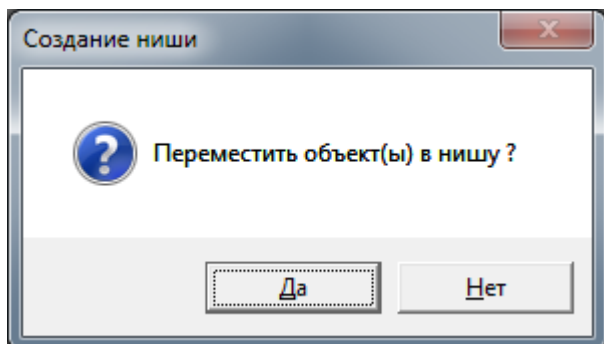 Создание ниши
Переместить объект(ы) в нишу ?
Да
Нет